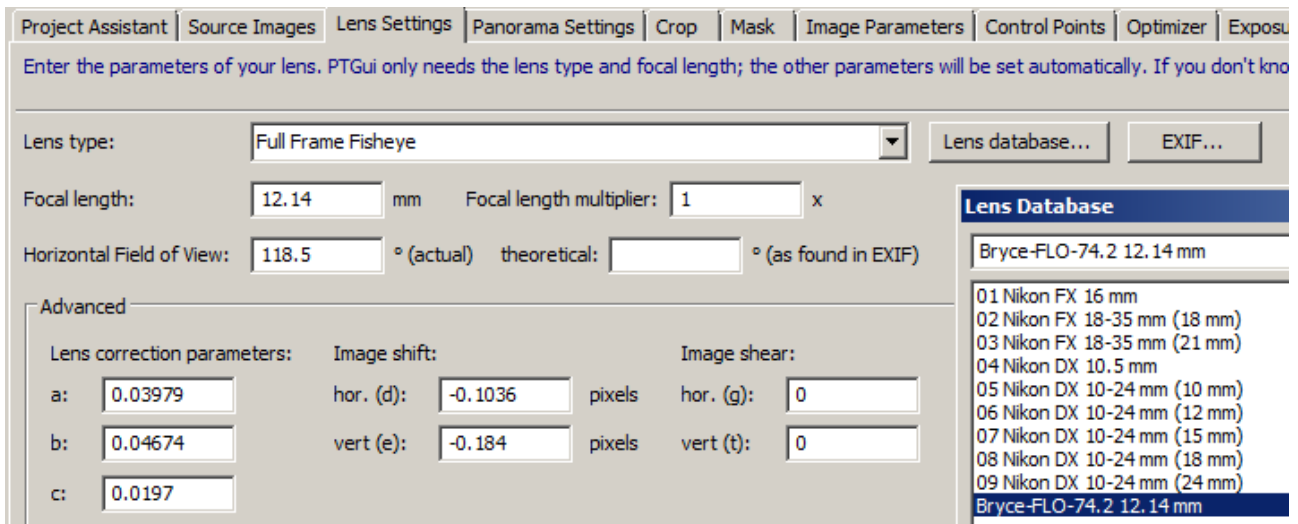 Project Assistant Source Images Lens Settings Panorama Settings Crop Mask Image Parameters Control Points Optimizer Exposu
Enter the parameters of your lens. PTGui only needs the lens type and focal length; the other parameters will be set automatically. If you don't kno
Lens type: Full Frame Fisheye Lens database... EXIF...
Focal length: 12.14 mm Focal length multiplier: 1 x
Horizontal Field of View: 118.5 ° (actual) theoretical: ° (as found in EXIF)
Advanced
Lens correction parameters: Image shift: Image shear:
a: 0.03979 hor. (d): -0.1036 pixels hor. (g): 0
b: 0.04674 vert (e): -0.184 pixels vert (t): 0
c: 0.0197
Lens Database
Bryce-FLO-74.2 12.14 mm
01 Nikon FX 16 mm
02 Nikon FX 18-35 mm (18 mm)
03 Nikon FX 18-35 mm (21 mm)
04 Nikon DX 10.5 mm
05 Nikon DX 10-24 mm (10 mm)
06 Nikon DX 10-24 mm (12 mm)
07 Nikon DX 10-24 mm (15 mm)
08 Nikon DX 10-24 mm (18 mm)
09 Nikon DX 10-24 mm (24 mm)
Bryce-FLO-74.2 12.14 mm